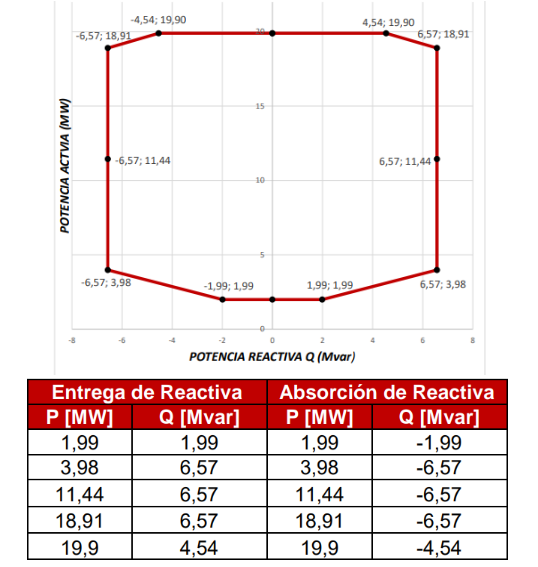 -4,54; 19,90
20
4,54; 19,90
-6,57; 18,91
6,57; 18,91
15
POTENCIA ACTVIA (MW)
-6,57; 11,44
6,57; 11,44
10
5
-6,57; 3,98
-1,99; 1,99
1,99; 1,99
6,57; 3,98
0
-8 -6 -4 -2 0 2 4 6 8
POTENCIA REACTIVA Q (Mvar)
Entrega de Reactiva Absorción de Reactiva
P [MW] Q [Mvar] P [MW] Q [Mvar]
1,99 1,99 1,99 -1,99
3,98 6,57 3,98 -6,57
11,44 6,57 11,44 -6,57
18,91 6,57 18,91 -6,57
19,9 4,54 19,9 -4,54